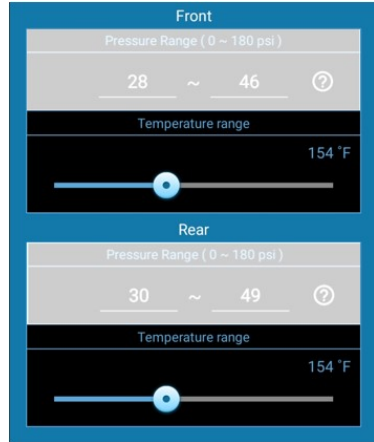 Front
Pressure Range ( 0 ~ 180 psi )
28 ~ 46 ?
Temperature range
154 °F
Rear
Pressure Range ( 0 ~ 180 psi )
30 ~ 49 ?
Temperature range
154 °F